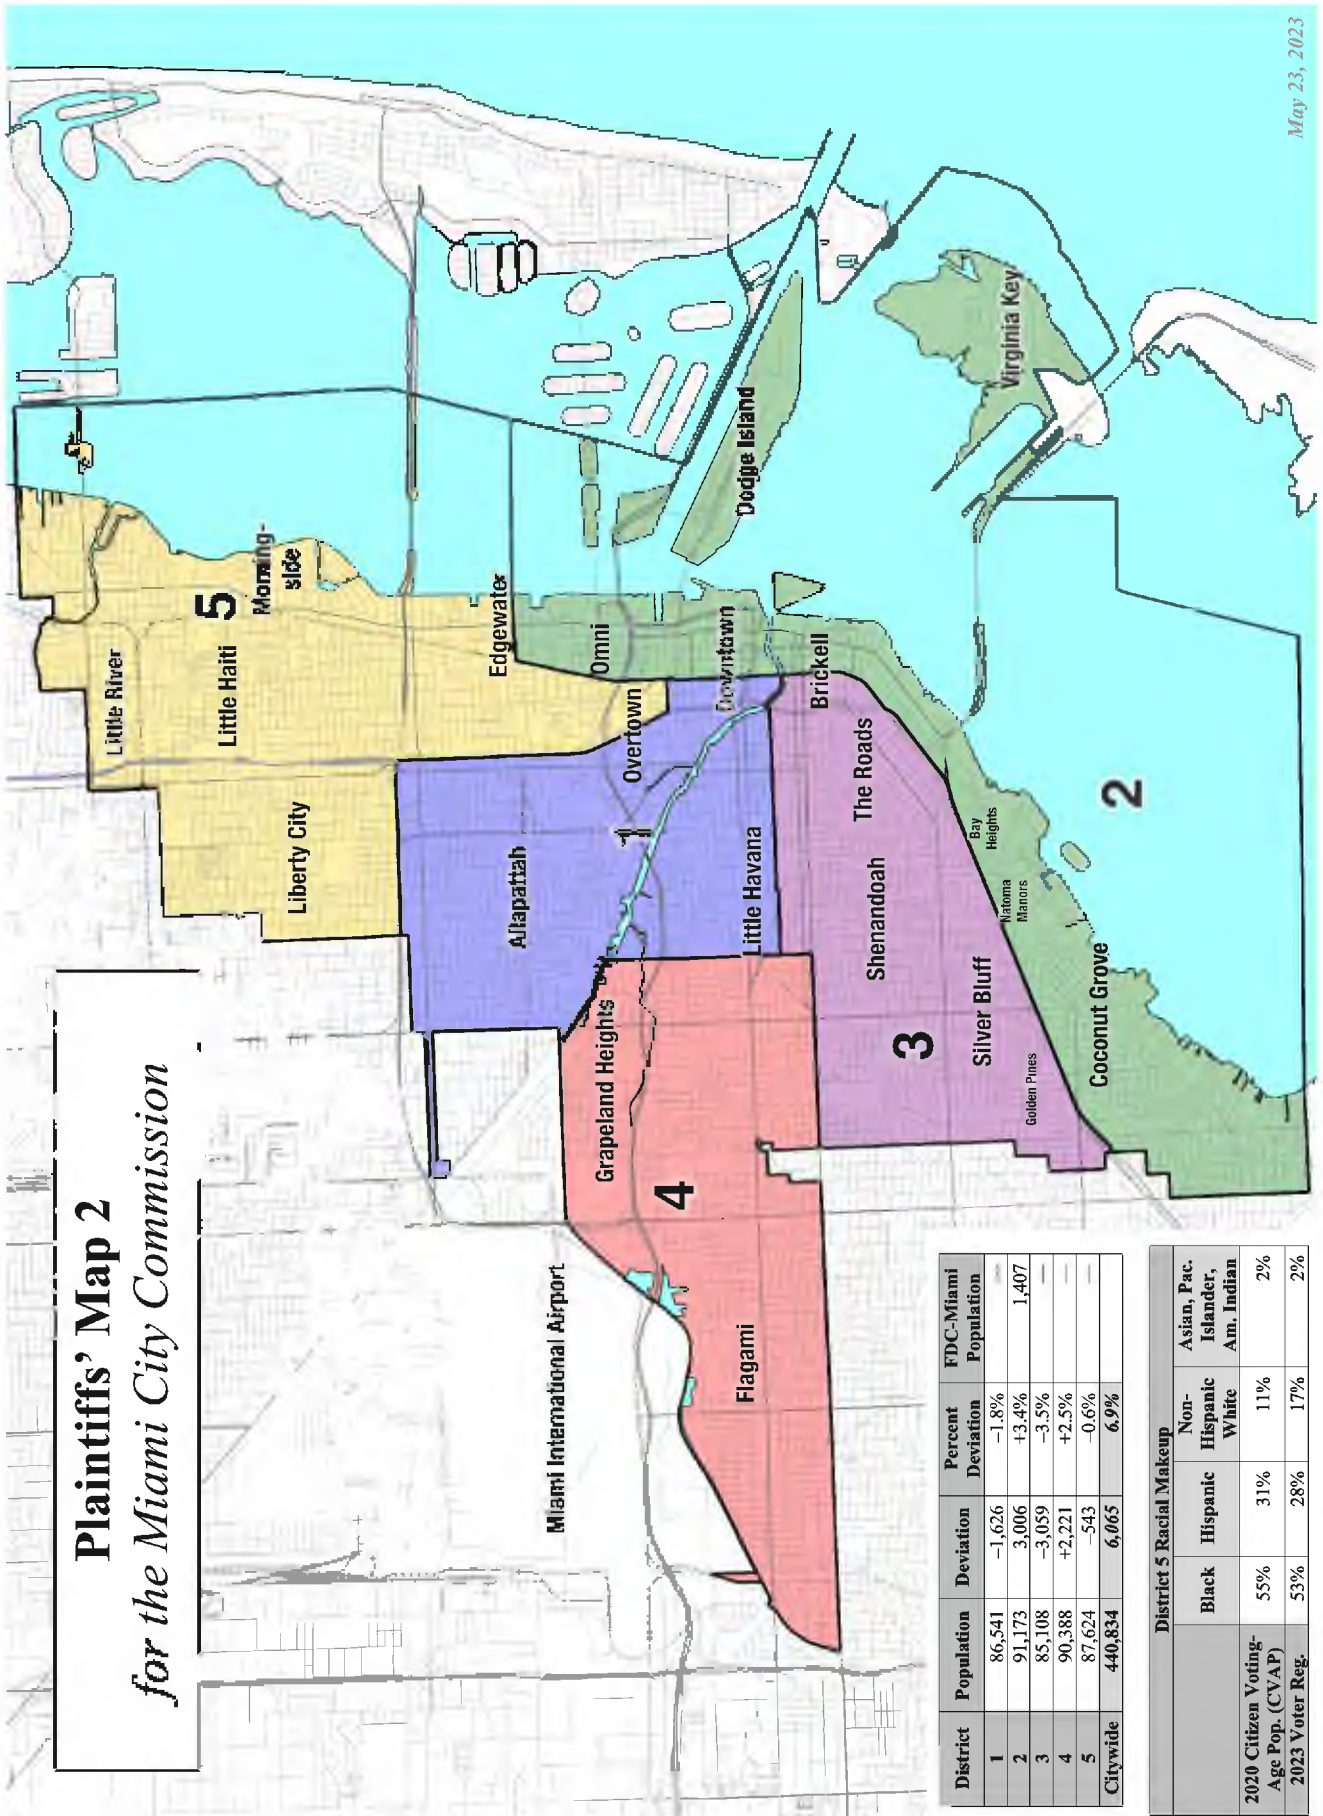 Plaintiffs' Map 2
for the Miami City Commission
Little River
Little Haiti
5
Morning-
side
Liberty City
Edgewater
Omni
Overtown
Downtown
Allapattah
1
Brickell
Little Havana
The Roads
Shenandoah
Silver Bluff
3
Golden Pines
Natoma
Manors
Bay
Heights
Coconut Grove
2
Dodge Island
Virginia Key
Grapeland Heights
4
Flagami
Miami International Airport
District Population Deviation Percent Deviation FDC-Miami Population
1 86,541 −1,626 −1.8% —
2 91,173 3,006 +3.4% 1,407
3 85,108 −3,059 −3.5% —
4 90,388 +2,221 +2.5% —
5 87,624 −543 −0.6% —
Citywide 440,834 6,065 6.9%
District 5 Racial Makeup
Black Hispanic Non-Hispanic White Asian, Pac. Islander, Am. Indian
2020 Citizen Voting-Age Pop. (CVAP) 55% 31% 11% 2%
2023 Voter Reg. 53% 28% 17% 2%
May 23, 2023